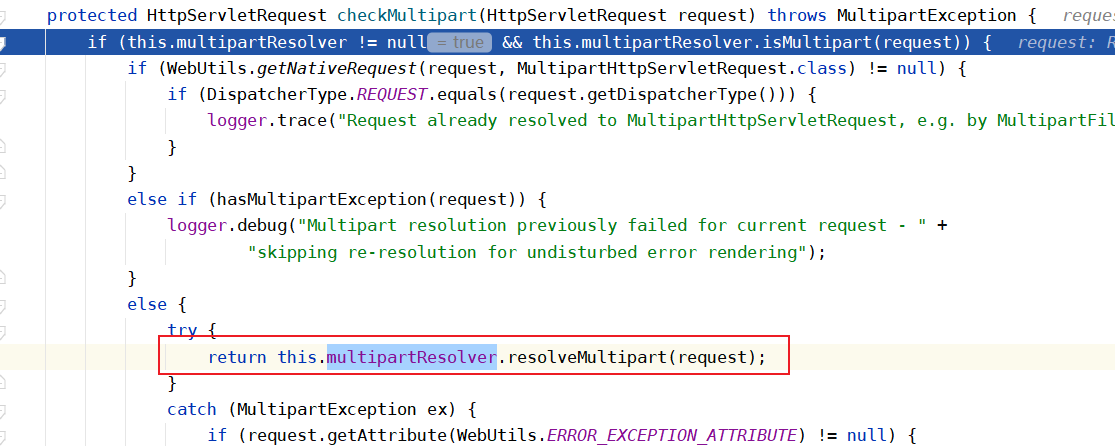 protected HttpServletRequest checkMultipart(HttpServletRequest request) throws MultipartException {
if (this.multipartResolver != null = true && this.multipartResolver.isMultipart(request)) { request:
if (WebUtils.getNativeRequest(request, MultipartHttpServletRequest.class) != null) {
if (DispatcherType.REQUEST.equals(request.getDispatcherType())) {
logger.trace("Request already resolved to MultipartHttpServletRequest, e.g. by MultipartFil
}
}
else if (hasMultipartException(request)) {
logger.debug("Multipart resolution previously failed for current request - " +
"skipping re-resolution for undisturbed error rendering");
}
else {
try {
return this.multipartResolver.resolveMultipart(request);
}
catch (MultipartException ex) {
if (request.getAttribute(WebUtils.ERROR_EXCEPTION_ATTRIBUTE) != null) {